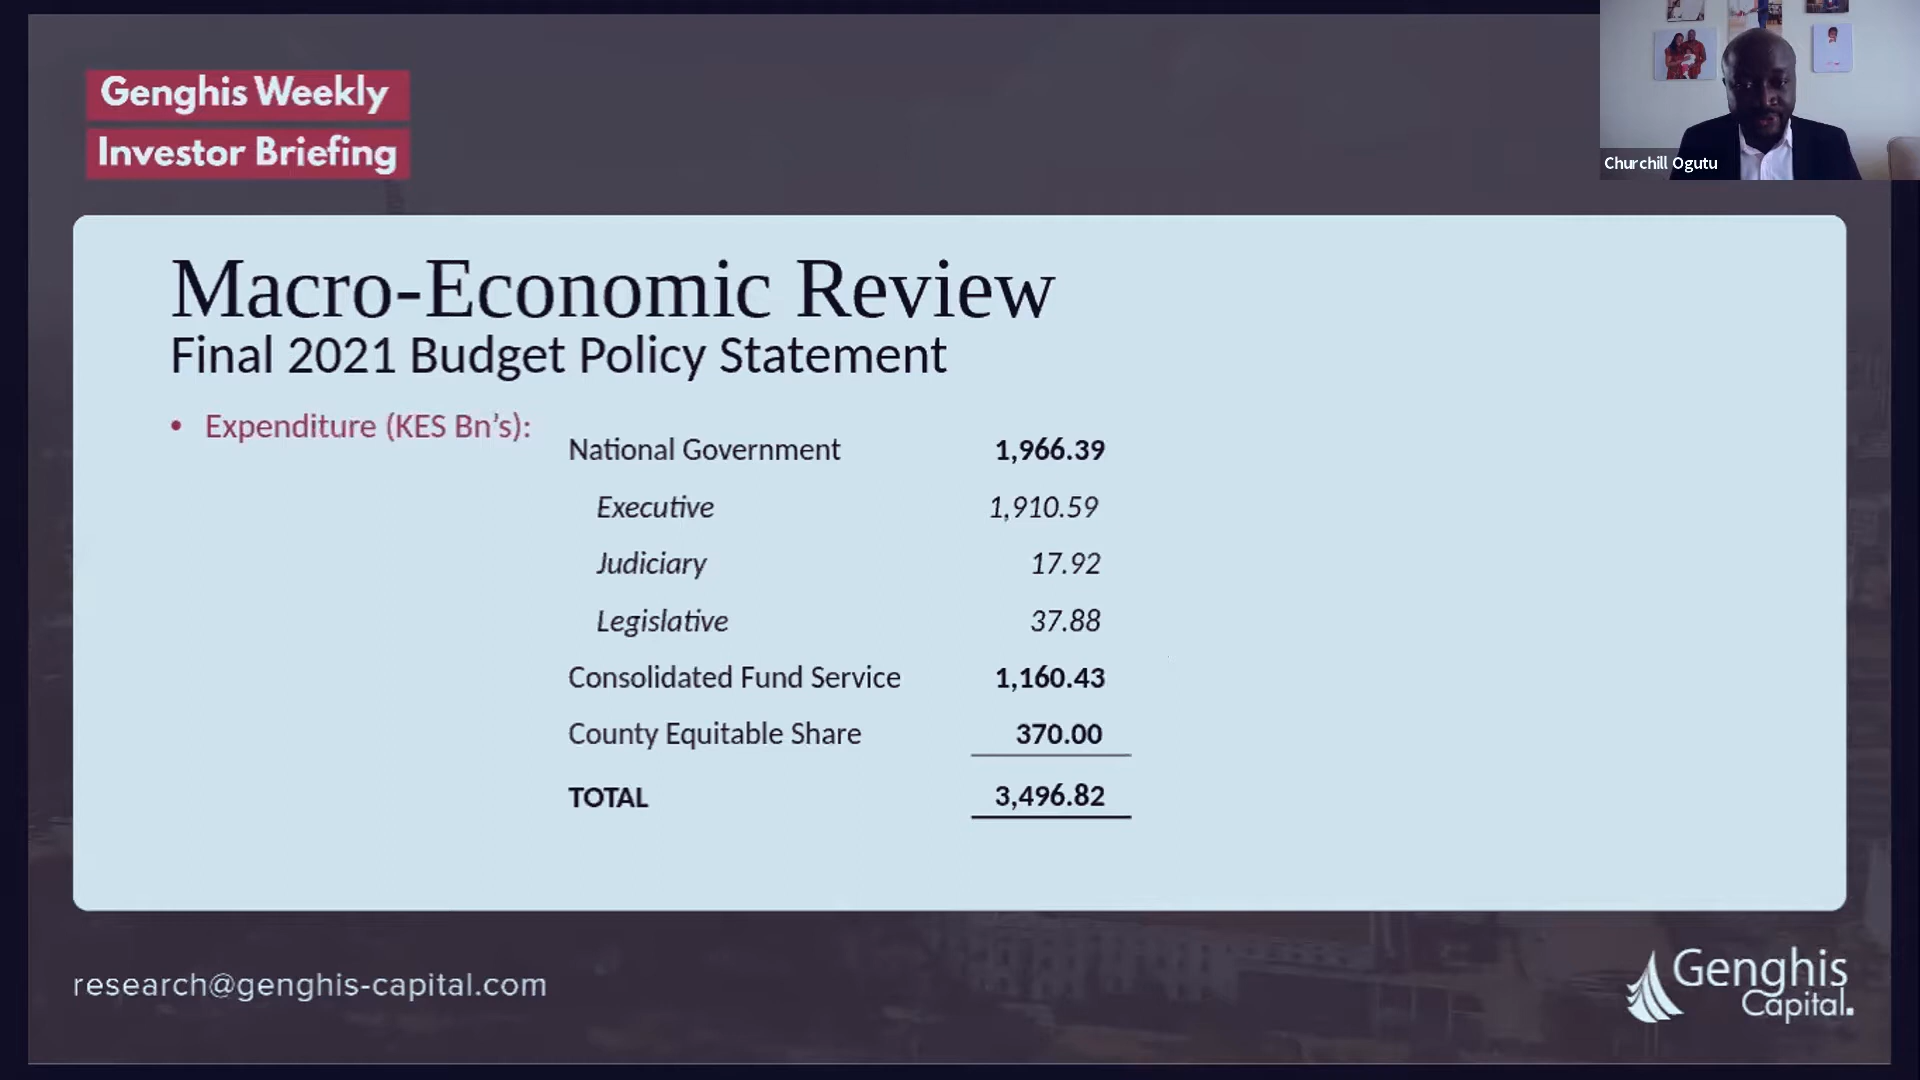 Genghis Weekly
Investor Briefing
Churchill Ogutu
Macro-Economic Review
Final 2021 Budget Policy Statement
• Expenditure (KES Bn’s):
National Government 1,966.39
Executive 1,910.59
Judiciary 17.92
Legislative 37.88
Consolidated Fund Service 1,160.43
County Equitable Share 370.00
TOTAL 3,496.82
research@genghis-capital.com
Genghis
Capital.